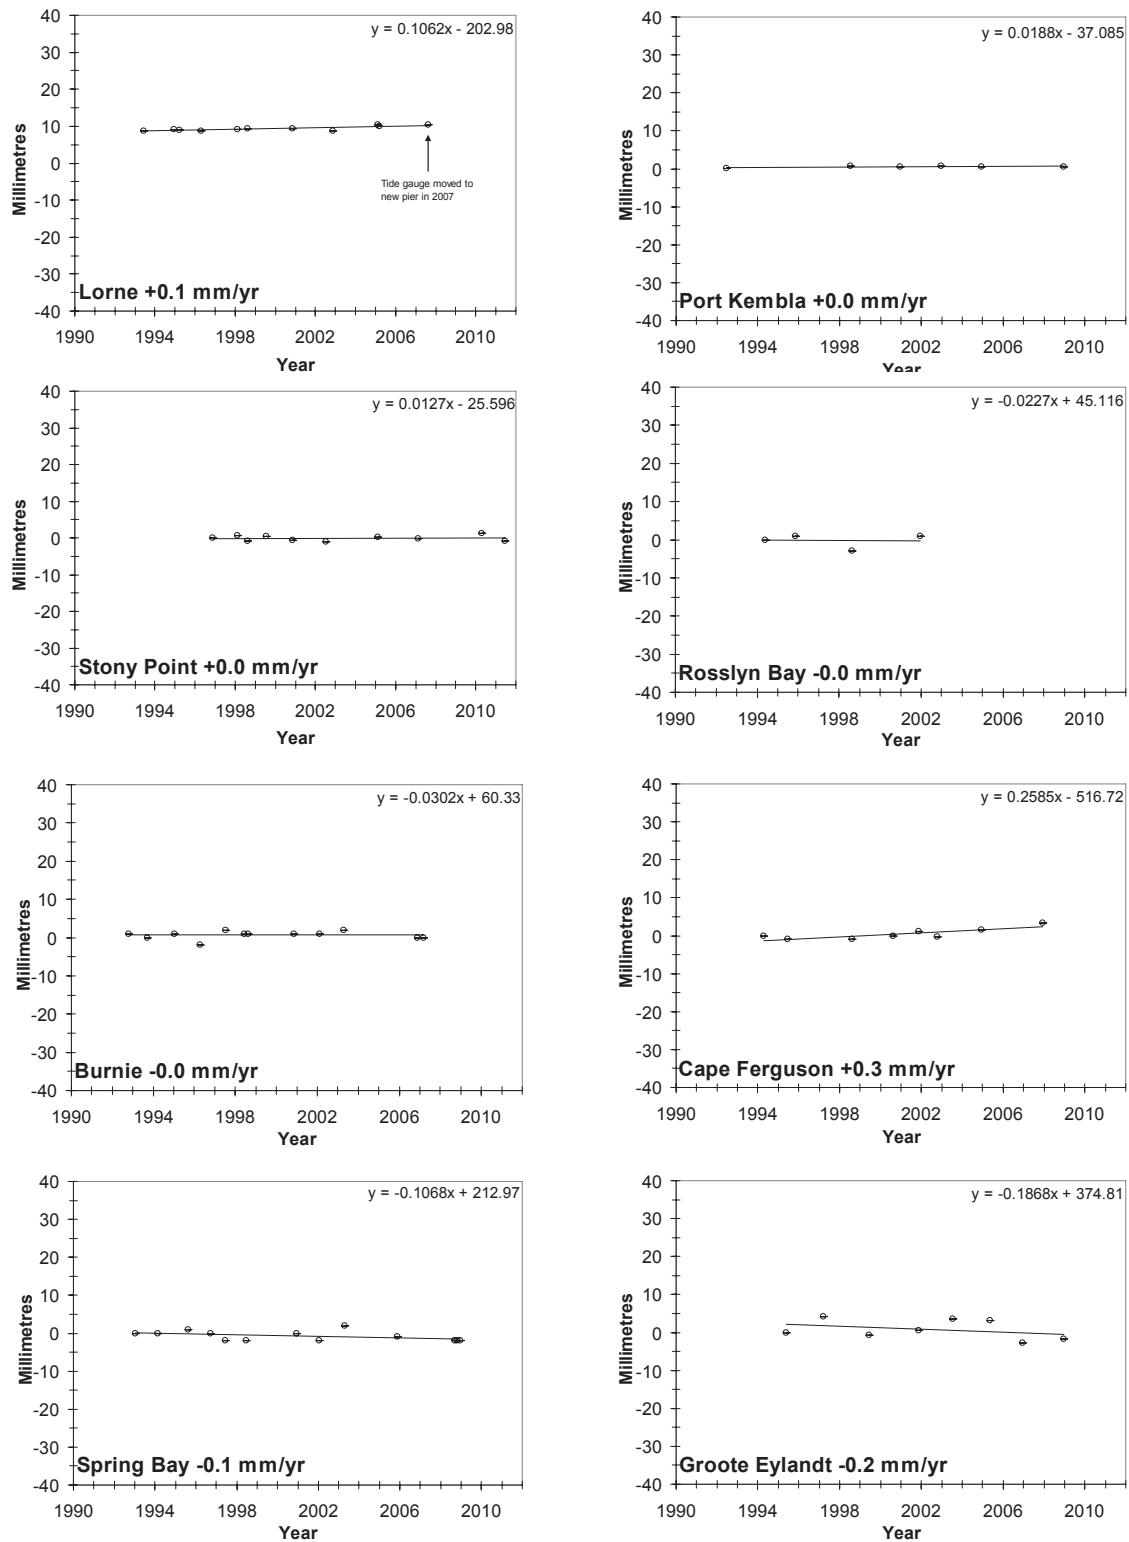 40
30
20
10
0
-10
-20
-30
-40
Millimetres
y = 0.1062x - 202.98
Tide gauge moved to
new pier in 2007
Lorne +0.1 mm/yr
1990 1994 1998 2002 2006 2010
Year
40
30
20
10
0
-10
-20
-30
-40
Millimetres
y = 0.0188x - 37.085
Port Kembla +0.0 mm/yr
1990 1994 1998 2002 2006 2010
Year
40
30
20
10
0
-10
-20
-30
-40
Millimetres
y = 0.0127x - 25.596
Stony Point +0.0 mm/yr
1990 1994 1998 2002 2006 2010
Year
40
30
20
10
0
-10
-20
-30
-40
Millimetres
y = -0.0227x + 45.116
Rosslyn Bay -0.0 mm/yr
1990 1994 1998 2002 2006 2010
Year
40
30
20
10
0
-10
-20
-30
-40
Millimetres
y = -0.0302x + 60.33
Burnie -0.0 mm/yr
1990 1994 1998 2002 2006 2010
Year
40
30
20
10
0
-10
-20
-30
-40
Millimetres
y = 0.2585x - 516.72
Cape Ferguson +0.3 mm/yr
1990 1994 1998 2002 2006 2010
Year
40
30
20
10
0
-10
-20
-30
-40
Millimetres
y = -0.1068x + 212.97
Spring Bay -0.1 mm/yr
1990 1994 1998 2002 2006 2010
Year
40
30
20
10
0
-10
-20
-30
-40
Millimetres
y = -0.1868x + 374.81
Groote Eylandt -0.2 mm/yr
1990 1994 1998 2002 2006 2010
Year